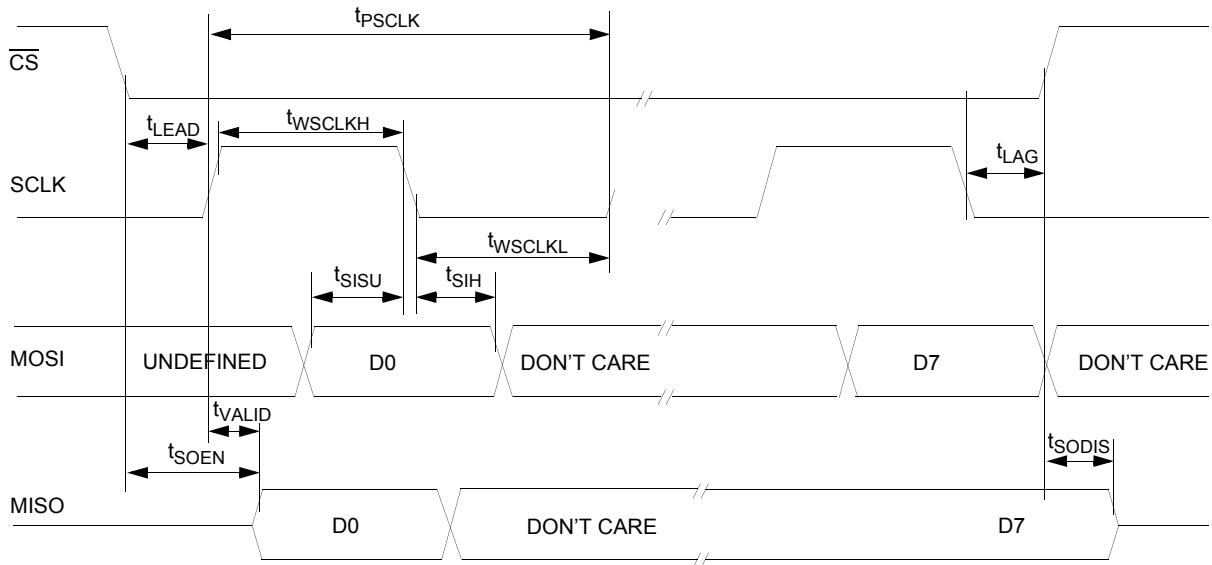 tPSCLK
CS
tLEAD
tWSCLKH
tLAG
SCLK
tWSCLKL
tSISU
tSIH
MOSI
UNDEFINED
D0
DON'T CARE
D7
DON'T CARE
tVALID
tSOEN
tSODIS
MISO
D0
DON'T CARE
D7